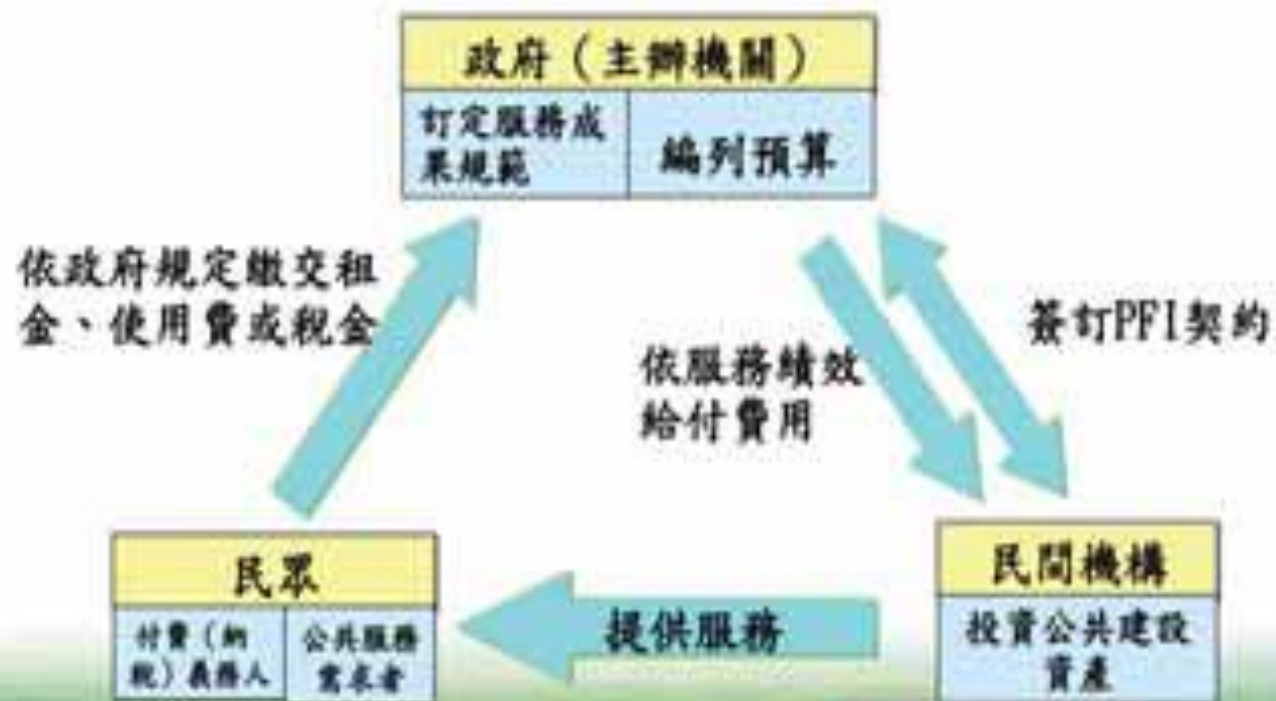 政府（主辦機關）
訂定服務成
果規範
編列預算
依政府規定繳交租
金、使用費或稅金
簽訂PFI契約
依服務績效
給付費用
民眾
付費（納
稅）義務人
公共服務
需求者
提供服務
民間機構
投資公共建設
資產